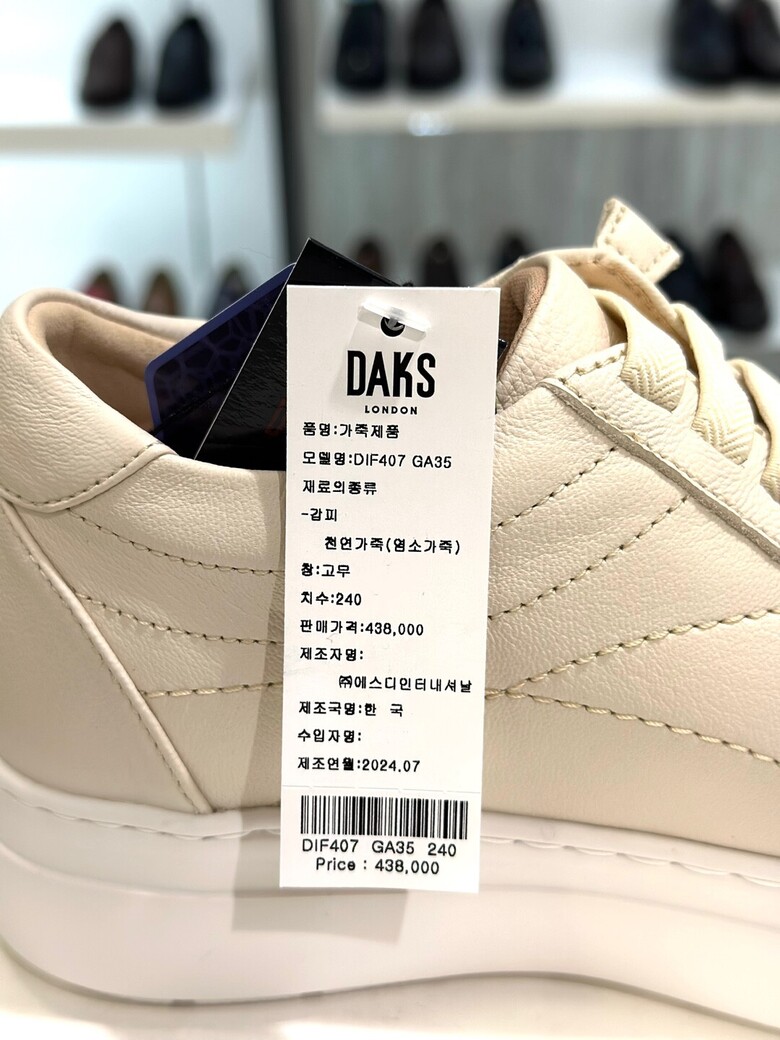 DAKS
LONDON
품명:가죽제품
모델명:DIF407 GA35
재료의종류
-갑피
천연가죽(염소가죽)
창:고무
치수:240
판매가격:438,000
제조자명:
㈜에스디인터내셔날
제조국명:한 국
수입자명:
제조연월:2024.07
DIF407 GA35 240
Price : 438,000